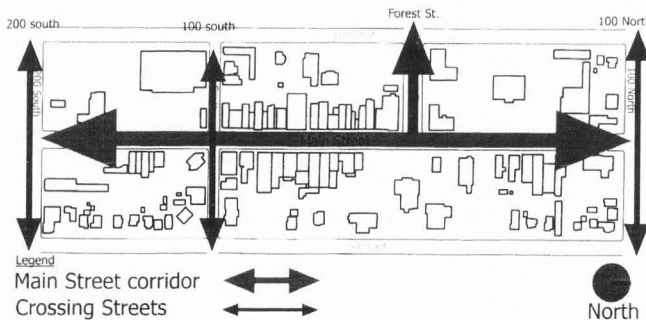 200 south
100 south
Forest St.
100 North
200 South
100 North
Main Street
Legend
Main Street corridor
Crossing Streets
North